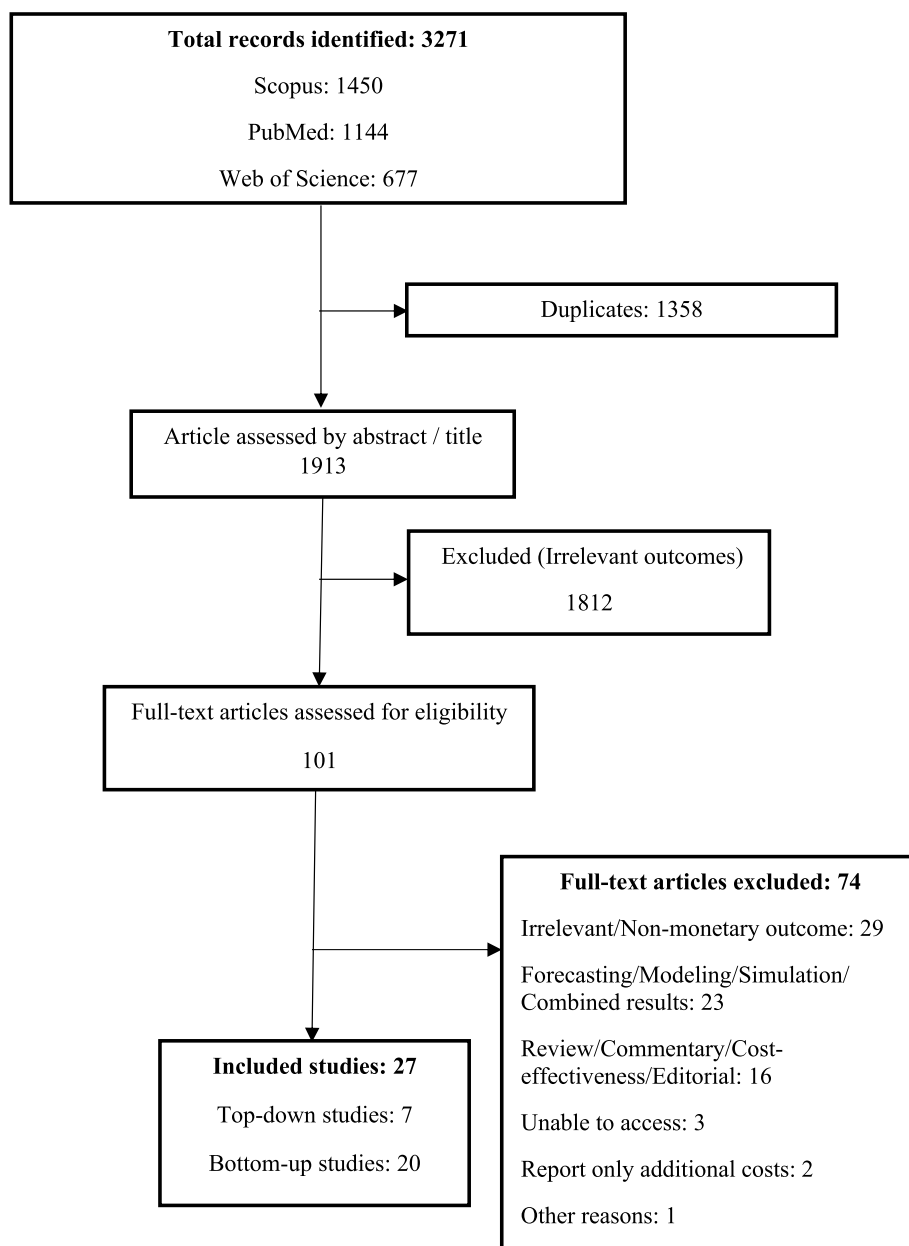 Total records identified: 3271
Scopus: 1450
PubMed: 1144
Web of Science: 677
Duplicates: 1358
Article assessed by abstract / title
1913
Excluded (Irrelevant outcomes)
1812
Full-text articles assessed for eligibility
101
Full-text articles excluded: 74
Irrelevant/Non-monetary outcome: 29
Forecasting/Modeling/Simulation/
Combined results: 23
Review/Commentary/Cost-
effectiveness/Editorial: 16
Unable to access: 3
Report only additional costs: 2
Other reasons: 1
Included studies: 27
Top-down studies: 7
Bottom-up studies: 20